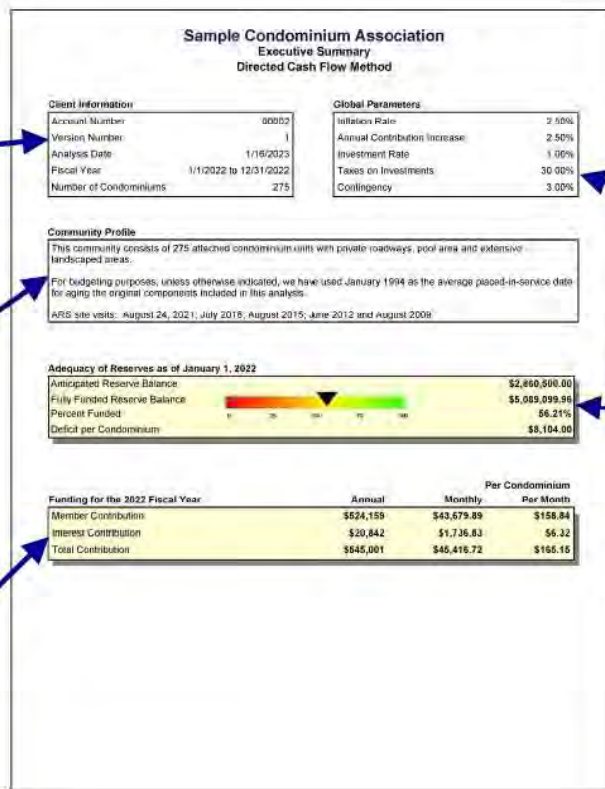 Sample Condominium Association
Executive Summary
Directed Cash Flow Method
Client Information
Account Number 00002
Version Number 1
Analysis Date 1/16/2023
Fiscal Year 1/1/2022 to 12/31/2022
Number of Condominiums 275
Global Parameters
Inflation Rate 2.50%
Annual Contribution Increase 2.50%
Investment Rate 1.00%
Taxes on Investments 30.00%
Contingency 3.00%
Community Profile
This community consists of 275 attached condominium units with private roadways, pool area and extensive
landscaped areas.
For budgeting purposes, unless otherwise indicated, we have used January 1994 as the average placed-in-service date
for aging the original components included in this analysis.
ARS site visits: August 24, 2021; July 2018; August 2015; June 2012 and August 2009
Adequacy of Reserves as of January 1, 2022
Anticipated Reserve Balance $2,860,500.00
Fully Funded Reserve Balance $5,089,099.96
Percent Funded 56.21%
0 25 50 75 100
Deficit per Condominium $8,104.00
Per Condominium
Funding for the 2022 Fiscal Year Annual Monthly Per Month
Member Contribution $524,159 $43,679.89 $158.84
Interest Contribution $20,842 $1,736.83 $6.32
Total Contribution $545,001 $45,416.72 $165.15